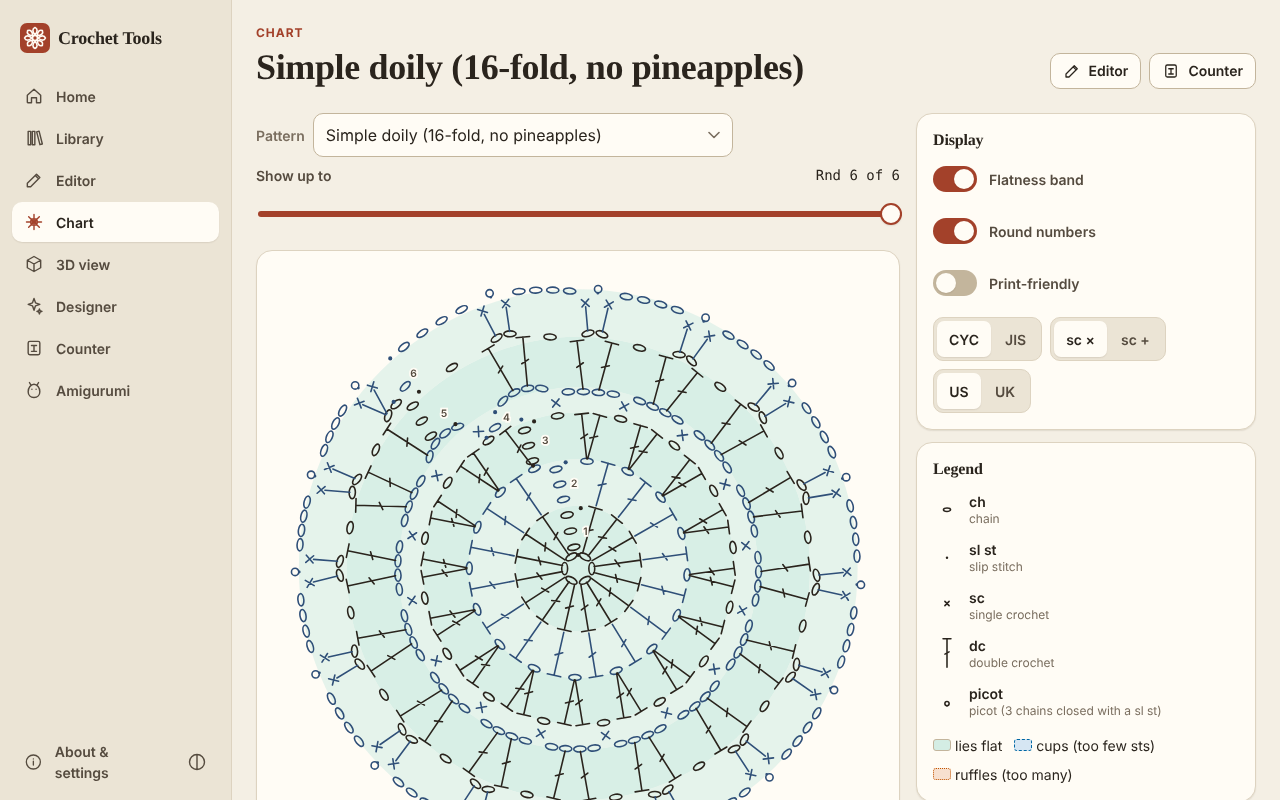 Crochet Tools
Home
Library
Editor
Chart
3D view
Designer
Counter
Amigurumi
About &
settings
CHART
Simple doily (16-fold, no pineapples)
Editor
Counter
Pattern
Simple doily (16-fold, no pineapples)
Show up to
Rnd 6 of 6
6
5
4
3
2
1
Display
Flatness band
Round numbers
Print-friendly
CYC
JIS
sc ×
sc +
US
UK
Legend
ch
chain
sl st
slip stitch
sc
single crochet
dc
double crochet
picot
picot (3 chains closed with a sl st)
lies flat
cups (too few sts)
ruffles (too many)